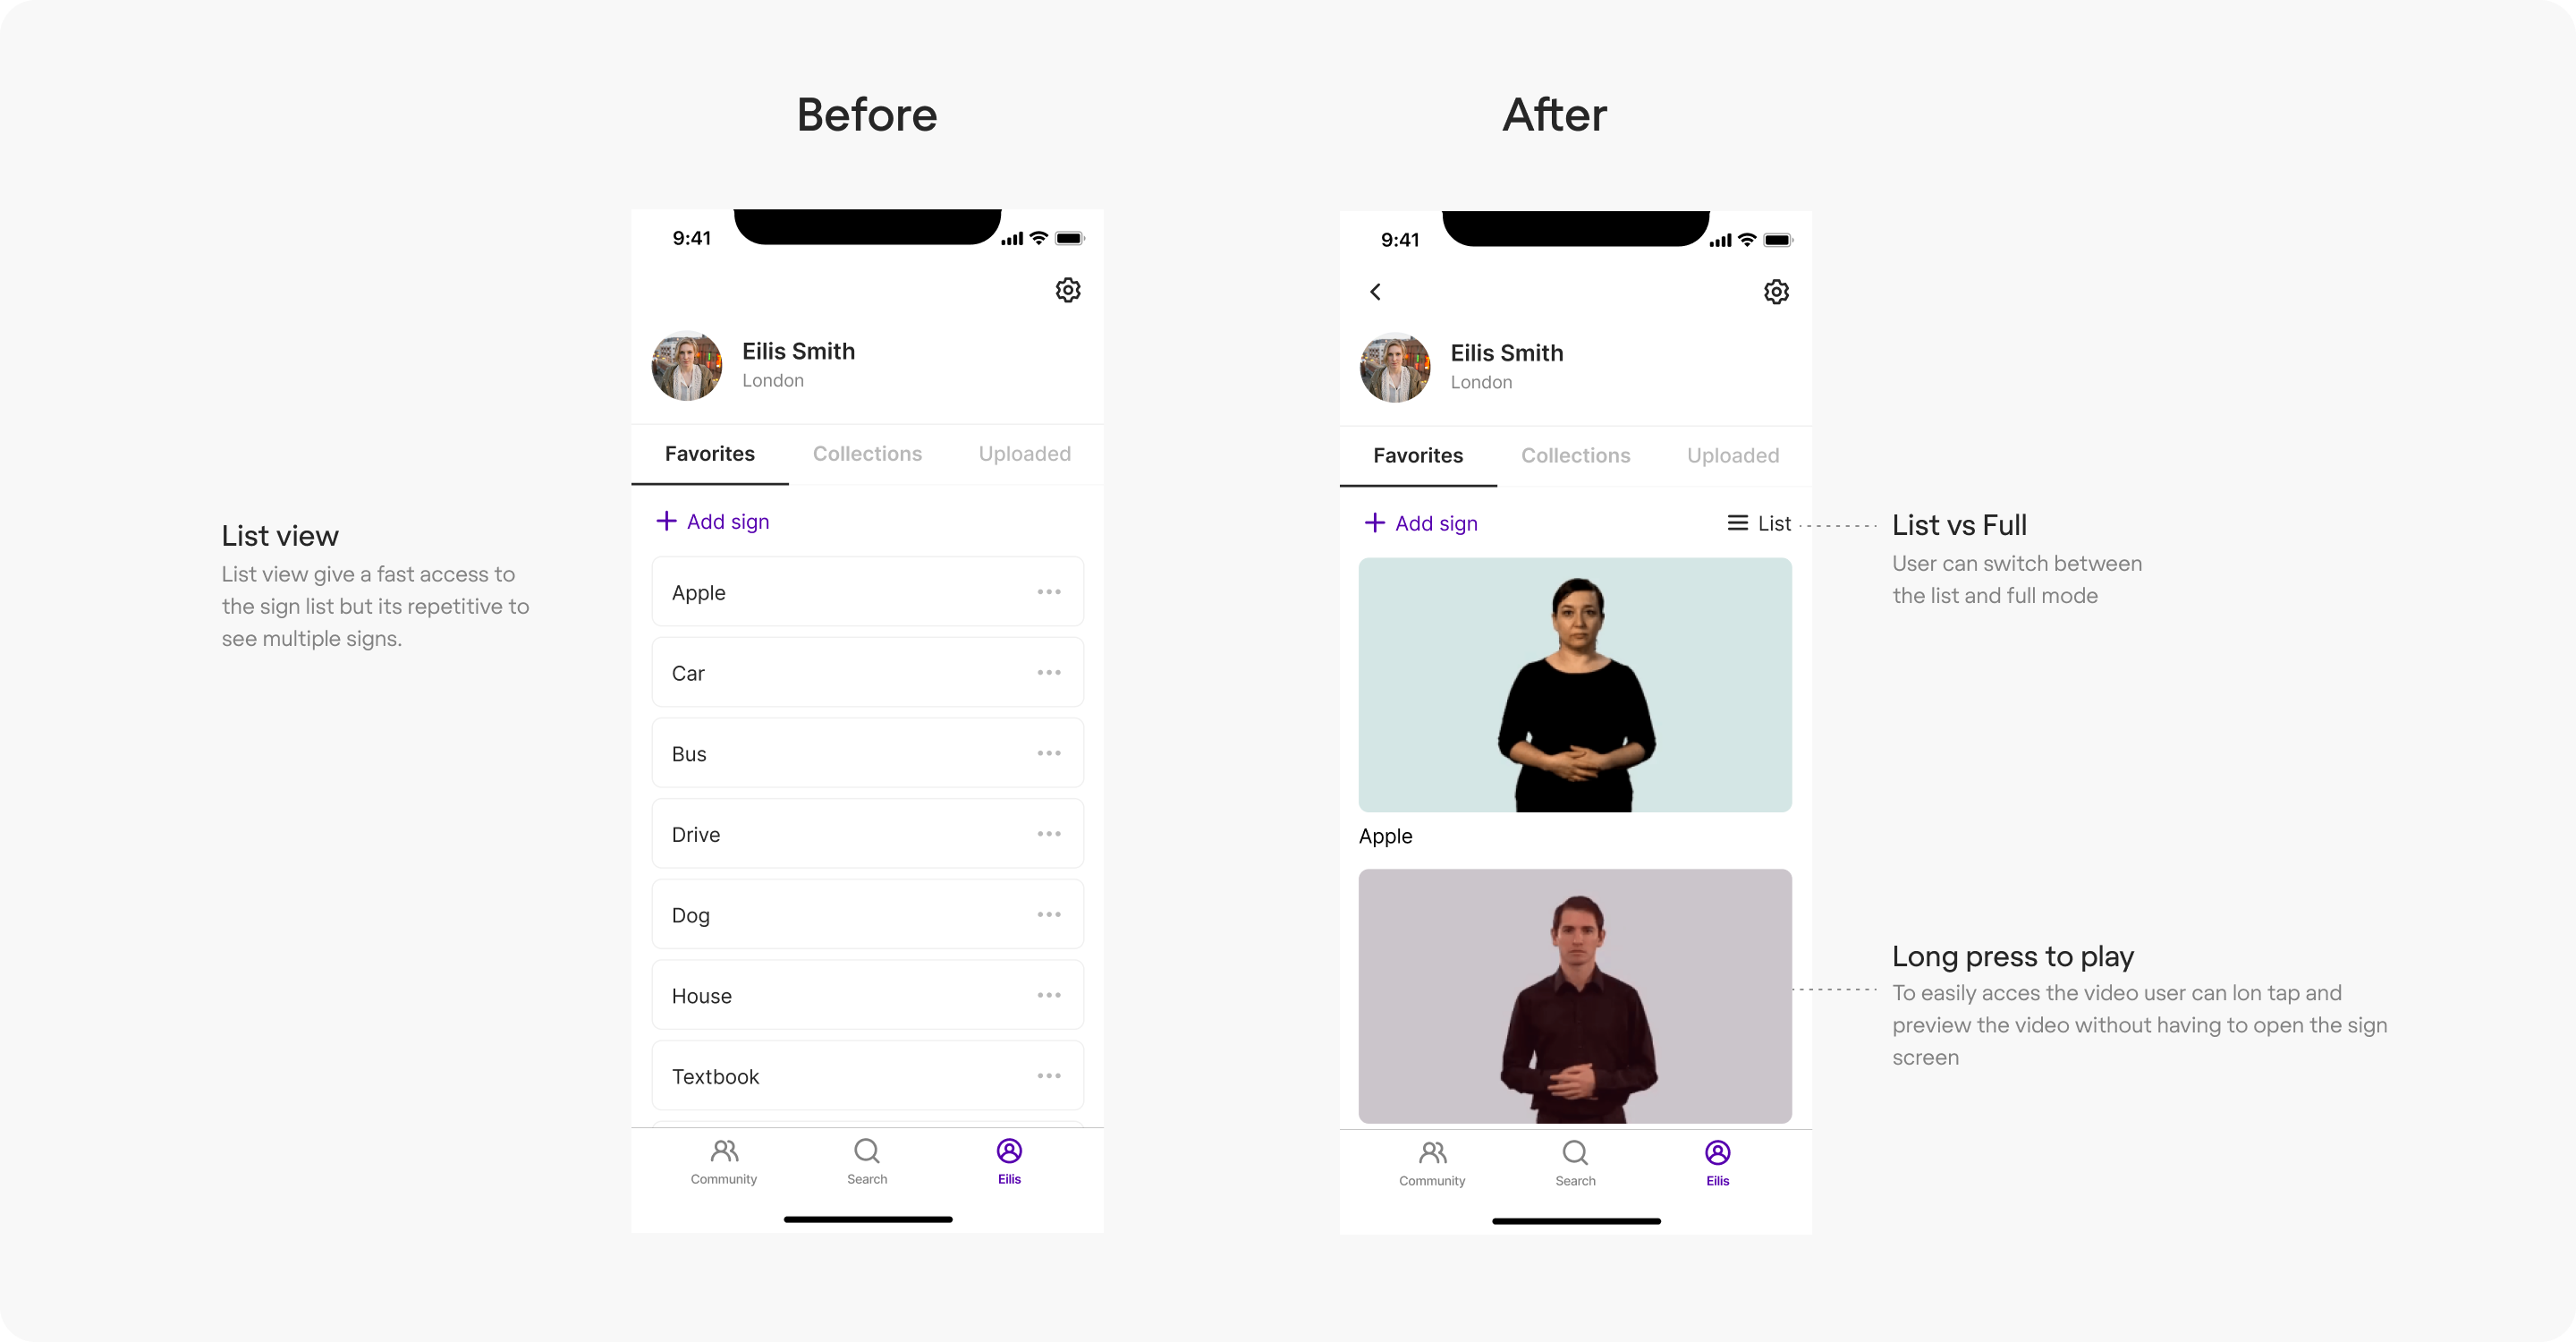 Before
After
9:41
Eilis Smith
London
Favorites
Collections
Uploaded
Add sign
Apple
Car
Bus
Drive
Dog
House
Textbook
Community
Search
Eilis
List view
List view give a fast access to
the sign list but its repetitive to
see multiple signs.
9:41
Eilis Smith
London
Favorites
Collections
Uploaded
Add sign
List
Apple
Community
Search
Eilis
List vs Full
User can switch between
the list and full mode
Long press to play
To easily acces the video user can lon tap and
preview the video without having to open the sign
screen